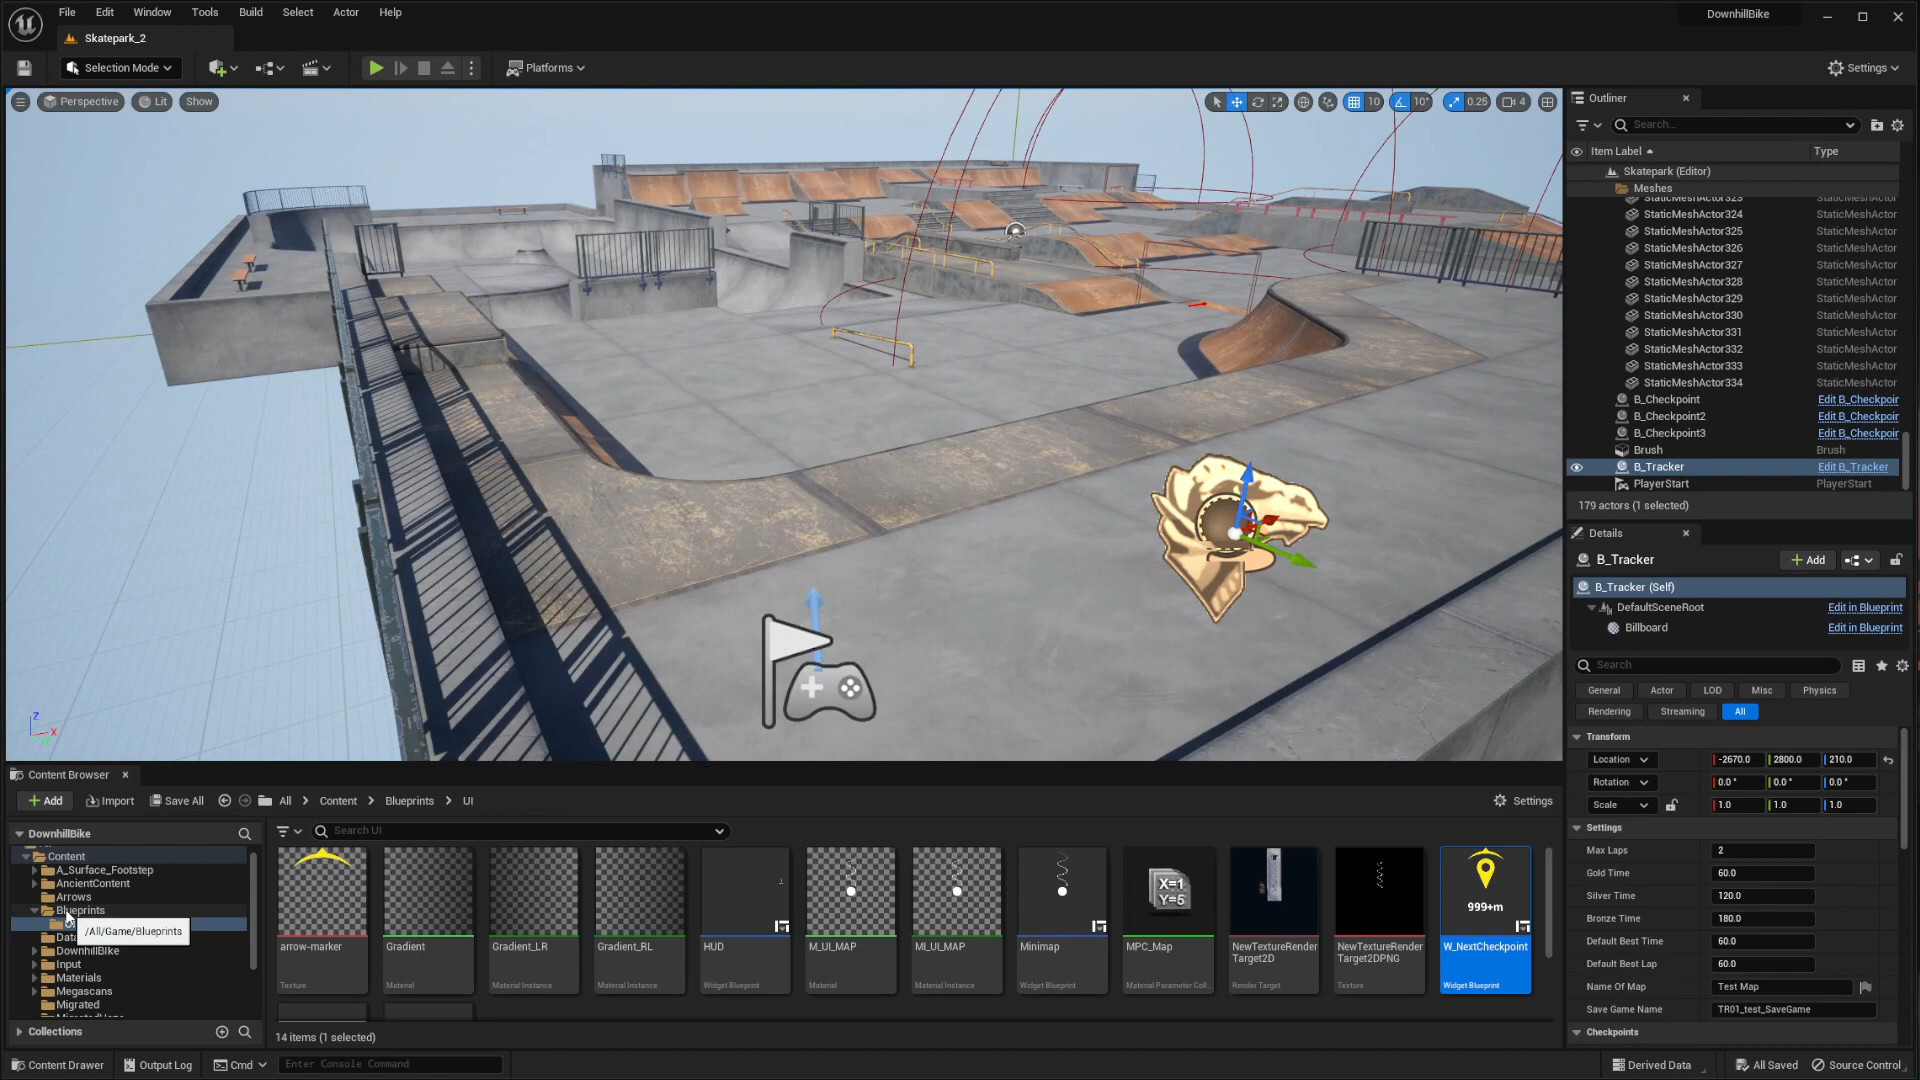 File Edit Window Tools Build Select Actor Help
DownhillBike
Skatepark_2
Selection Mode
Platforms
Settings
Perspective
Lit
Show
10
10°
0.25
4
Outliner
Search...
Item Label
Type
Skatepark (Editor)
Meshes
StaticMeshActor323 StaticMeshActor
StaticMeshActor324 StaticMeshActor
StaticMeshActor325 StaticMeshActor
StaticMeshActor326 StaticMeshActor
StaticMeshActor327 StaticMeshActor
StaticMeshActor328 StaticMeshActor
StaticMeshActor329 StaticMeshActor
StaticMeshActor330 StaticMeshActor
StaticMeshActor331 StaticMeshActor
StaticMeshActor332 StaticMeshActor
StaticMeshActor333 StaticMeshActor
StaticMeshActor334 StaticMeshActor
B_Checkpoint Edit B_Checkpoir
B_Checkpoint2 Edit B_Checkpoir
B_Checkpoint3 Edit B_Checkpoir
Brush Brush
B_Tracker Edit B_Tracker
PlayerStart PlayerStart
179 actors (1 selected)
Details
B_Tracker
Add
B_Tracker (Self)
DefaultSceneRoot Edit in Blueprint
Billboard Edit in Blueprint
Search
General Actor LOD Misc Physics
Rendering Streaming All
Transform
Location -2670.0 2800.0 210.0
Rotation 0.0 ° 0.0 ° 0.0 °
Scale 1.0 1.0 1.0
Settings
Max Laps 2
Gold Time 60.0
Silver Time 120.0
Bronze Time 180.0
Default Best Time 60.0
Default Best Lap 60.0
Name Of Map Test Map
Save Game Name TR01_test_SaveGame
Checkpoints
Z
X
Content Browser
Add Import Save All All Content Blueprints UI
Settings
DownhillBike
Content
A_Surface_Footstep
AncientContent
Arrows
Blueprints
/All/Game/Blueprints
Data
DownhillBike
Input
Materials
Megascans
Migrated
Collections
Search UI
X=1
Y=5
999+m
arrow-marker
Texture
Gradient
Material
Gradient_LR
Material Instance
Gradient_RL
Material Instance
HUD
Widget Blueprint
M_UI_MAP
Material
MI_UI_MAP
Material Instance
Minimap
Widget Blueprint
MPC_Map
Material Parameter Coll...
NewTextureRender
Target2D
Render Target
NewTextureRender
Target2DPNG
Texture
W_NextCheckpoint
Widget Blueprint
14 items (1 selected)
Content Drawer Output Log Cmd Enter Console Command
Derived Data All Saved Source Control